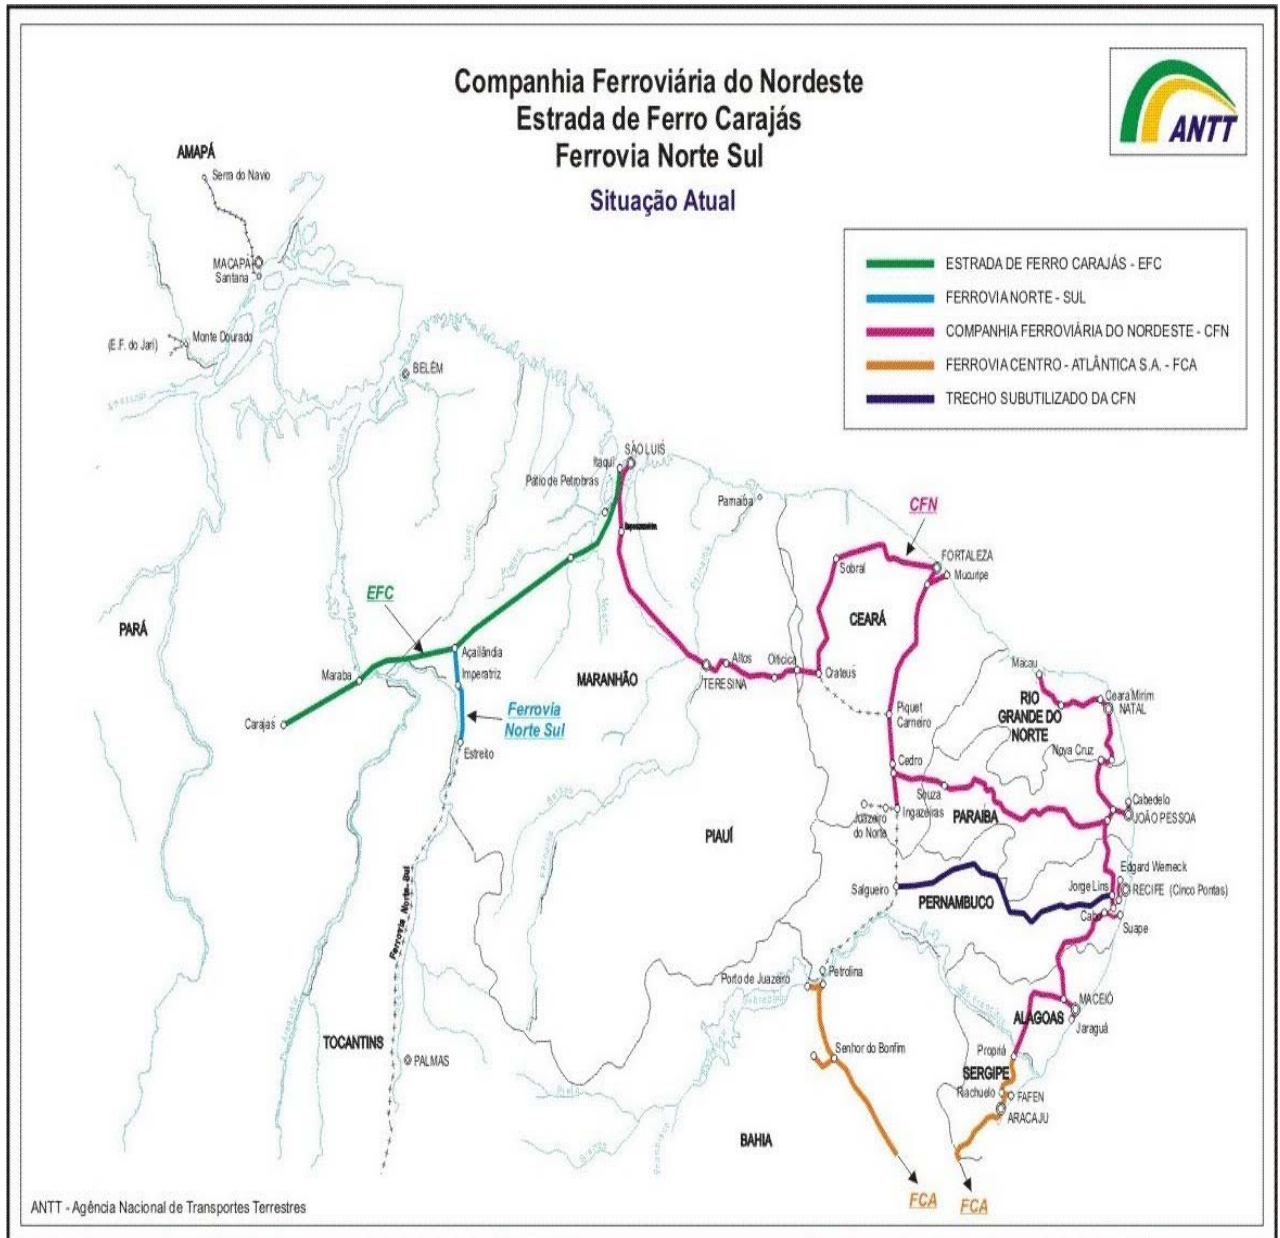 Companhia Ferroviária do Nordeste
Estrada de Ferro Carajás
Ferrovia Norte Sul
Situação Atual
ANTT
ESTRADA DE FERRO CARAJÁS - EFC
FERROVIA NORTE - SUL
COMPANHIA FERROVIÁRIA DO NORDESTE - CFN
FERROVIA CENTRO - ATLÂNTICA S.A. - FCA
TRECHO SUBUTILIZADO DA CFN
AMAPÁ
Serra do Navio
MACAPÁ
Santana
Monte Dourado
(E.F. do Jari)
BELÉM
SÃO LUIS
Itaqui
Pátio de Petrobras
Parnaíba
CFN
FORTALEZA
Mucuripe
Sobral
CEARÁ
EFC
PARÁ
Açailândia
Imperatriz
Maraba
Carajás
MARANHÃO
Altos
TERESINA
Oiticica
Crateús
Macau
RIO
GRANDE DO
NORTE
Ceara Mirim
NATAL
Ferrovia
Norte Sul
Estreito
Piquet
Carneiro
Nova Cruz
Cedro
Souza
PARAÍBA
Cabedelo
JOÃO PESSOA
Juazeiro
do Norte
Ingazeiras
PIAUÍ
Edgard Werneck
Jorge Lins
RECIFE (Cinco Pontas)
Salgueiro
PERNAMBUCO
Cabo
Suape
Ferrovia Norte-Sul
Porto de Juazeiro
Petrolina
MACEIÓ
ALAGOAS
Jaraguá
TOCANTINS
PALMAS
Senhor do Bonfim
Propriá
SERGIPE
Riachuelo
FAFEN
ARACAJU
BAHIA
FCA
FCA
ANTT - Agência Nacional de Transportes Terrestres